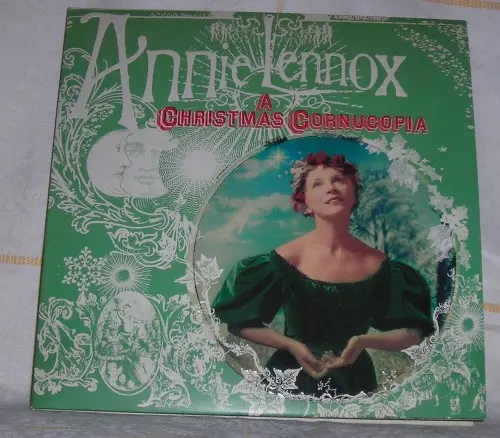 Annie Lennox
A
Christmas Cornucopia